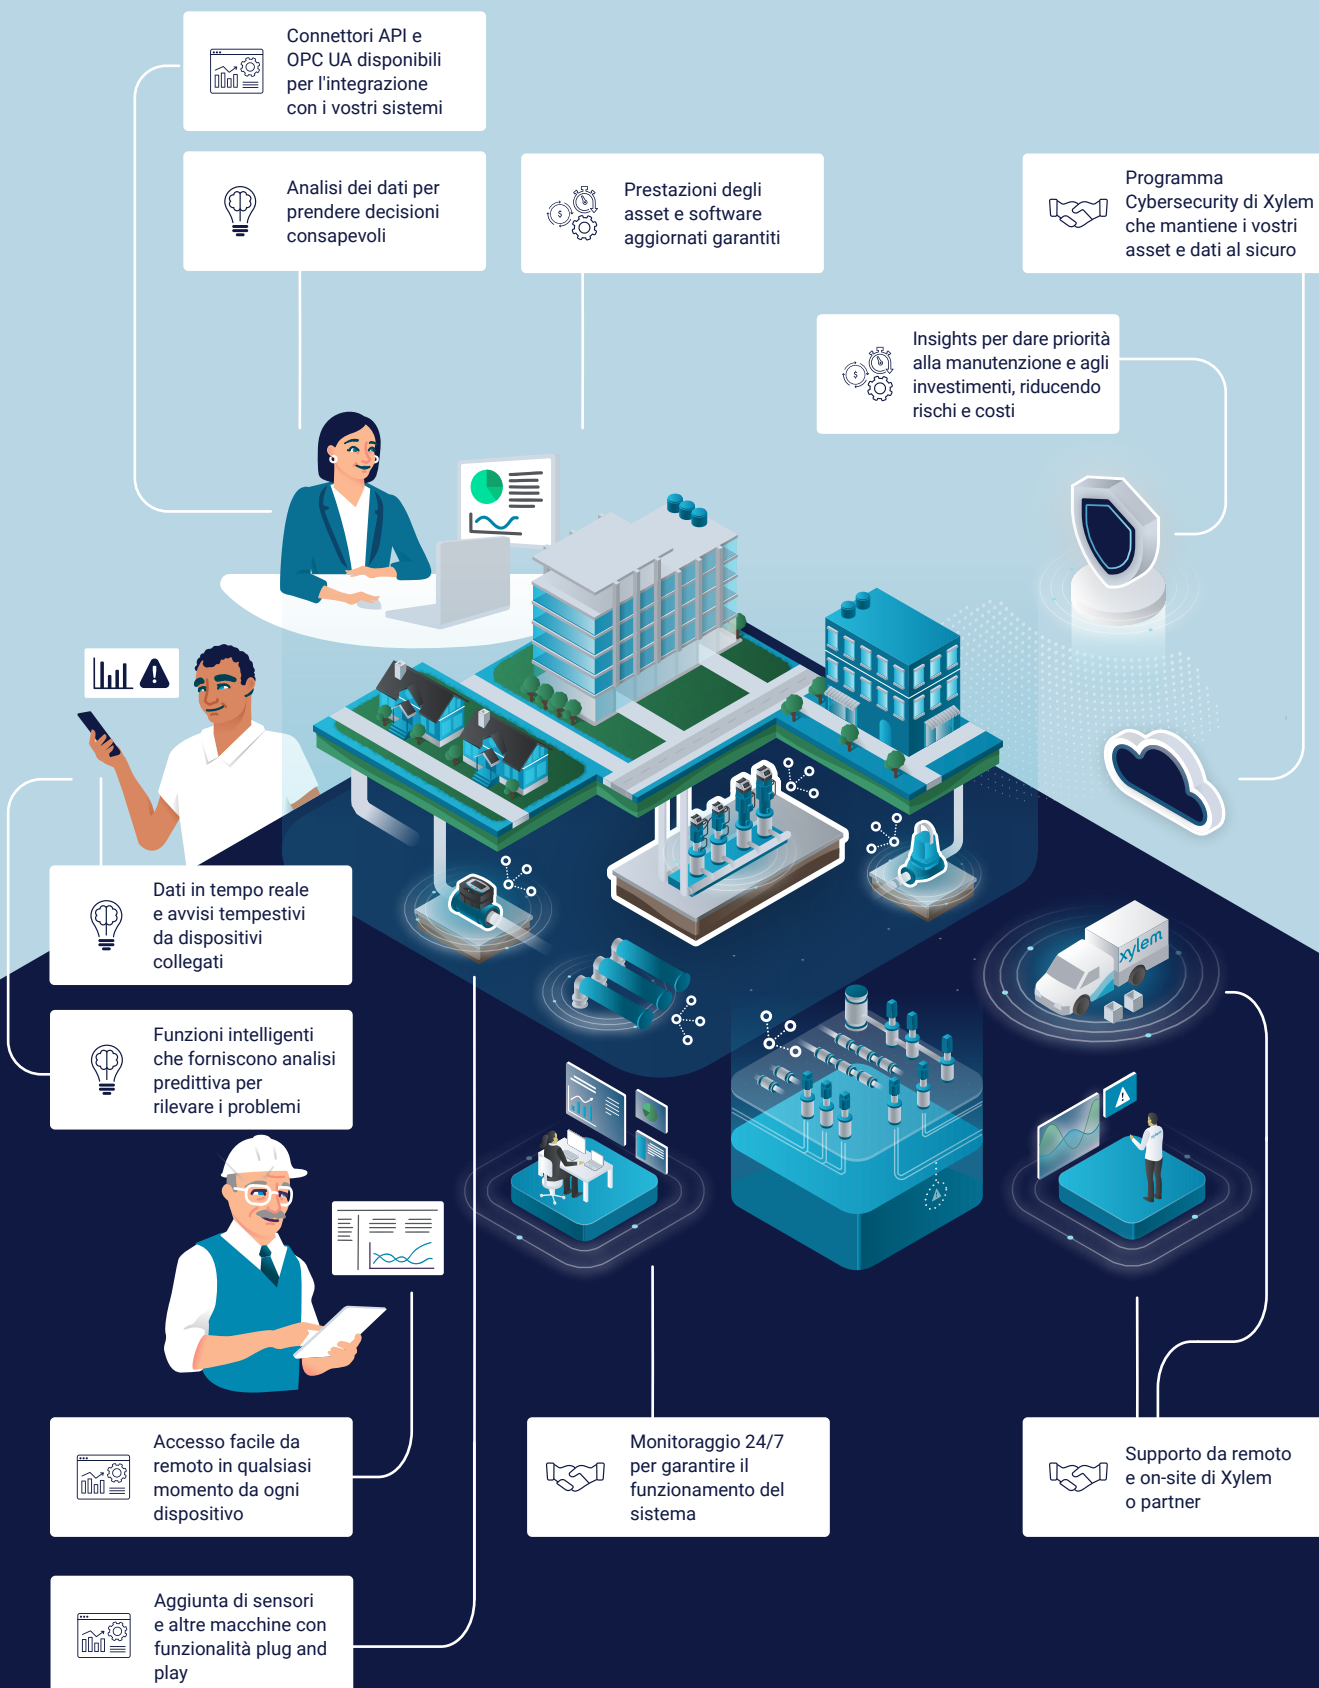 Connettori API e
OPC UA disponibili
per l'integrazione
con i vostri sistemi
Analisi dei dati per
prendere decisioni
consapevoli
Prestazioni degli
asset e software
aggiornati garantiti
Programma
Cybersecurity di Xylem
che mantiene i vostri
asset e dati al sicuro
Insights per dare priorità
alla manutenzione e agli
investimenti, riducendo
rischi e costi
Dati in tempo reale
e avvisi tempestivi
da dispositivi
collegati
xylem
Funzioni intelligenti
che forniscono analisi
predittiva per
rilevare i problemi
Accesso facile da
remoto in qualsiasi
momento da ogni
dispositivo
Monitoraggio 24/7
per garantire il
funzionamento del
sistema
Supporto da remoto
e on-site di Xylem
o partner
Aggiunta di sensori
e altre macchine con
funzionalità plug and
play